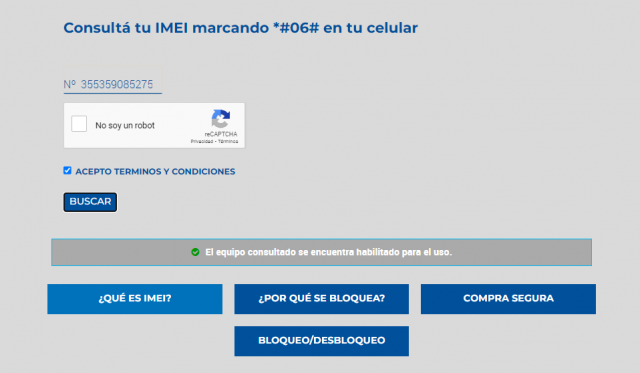 Consultá tu IMEI marcando *#06# en tu celular
Nº 355359085275
No soy un robot
reCAPTCHA
Privacidad - Términos
ACEPTO TERMINOS Y CONDICIONES
BUSCAR
El equipo consultado se encuentra habilitado para el uso.
¿QUÉ ES IMEI?
¿POR QUÉ SE BLOQUEA?
COMPRA SEGURA
BLOQUEO/DESBLOQUEO